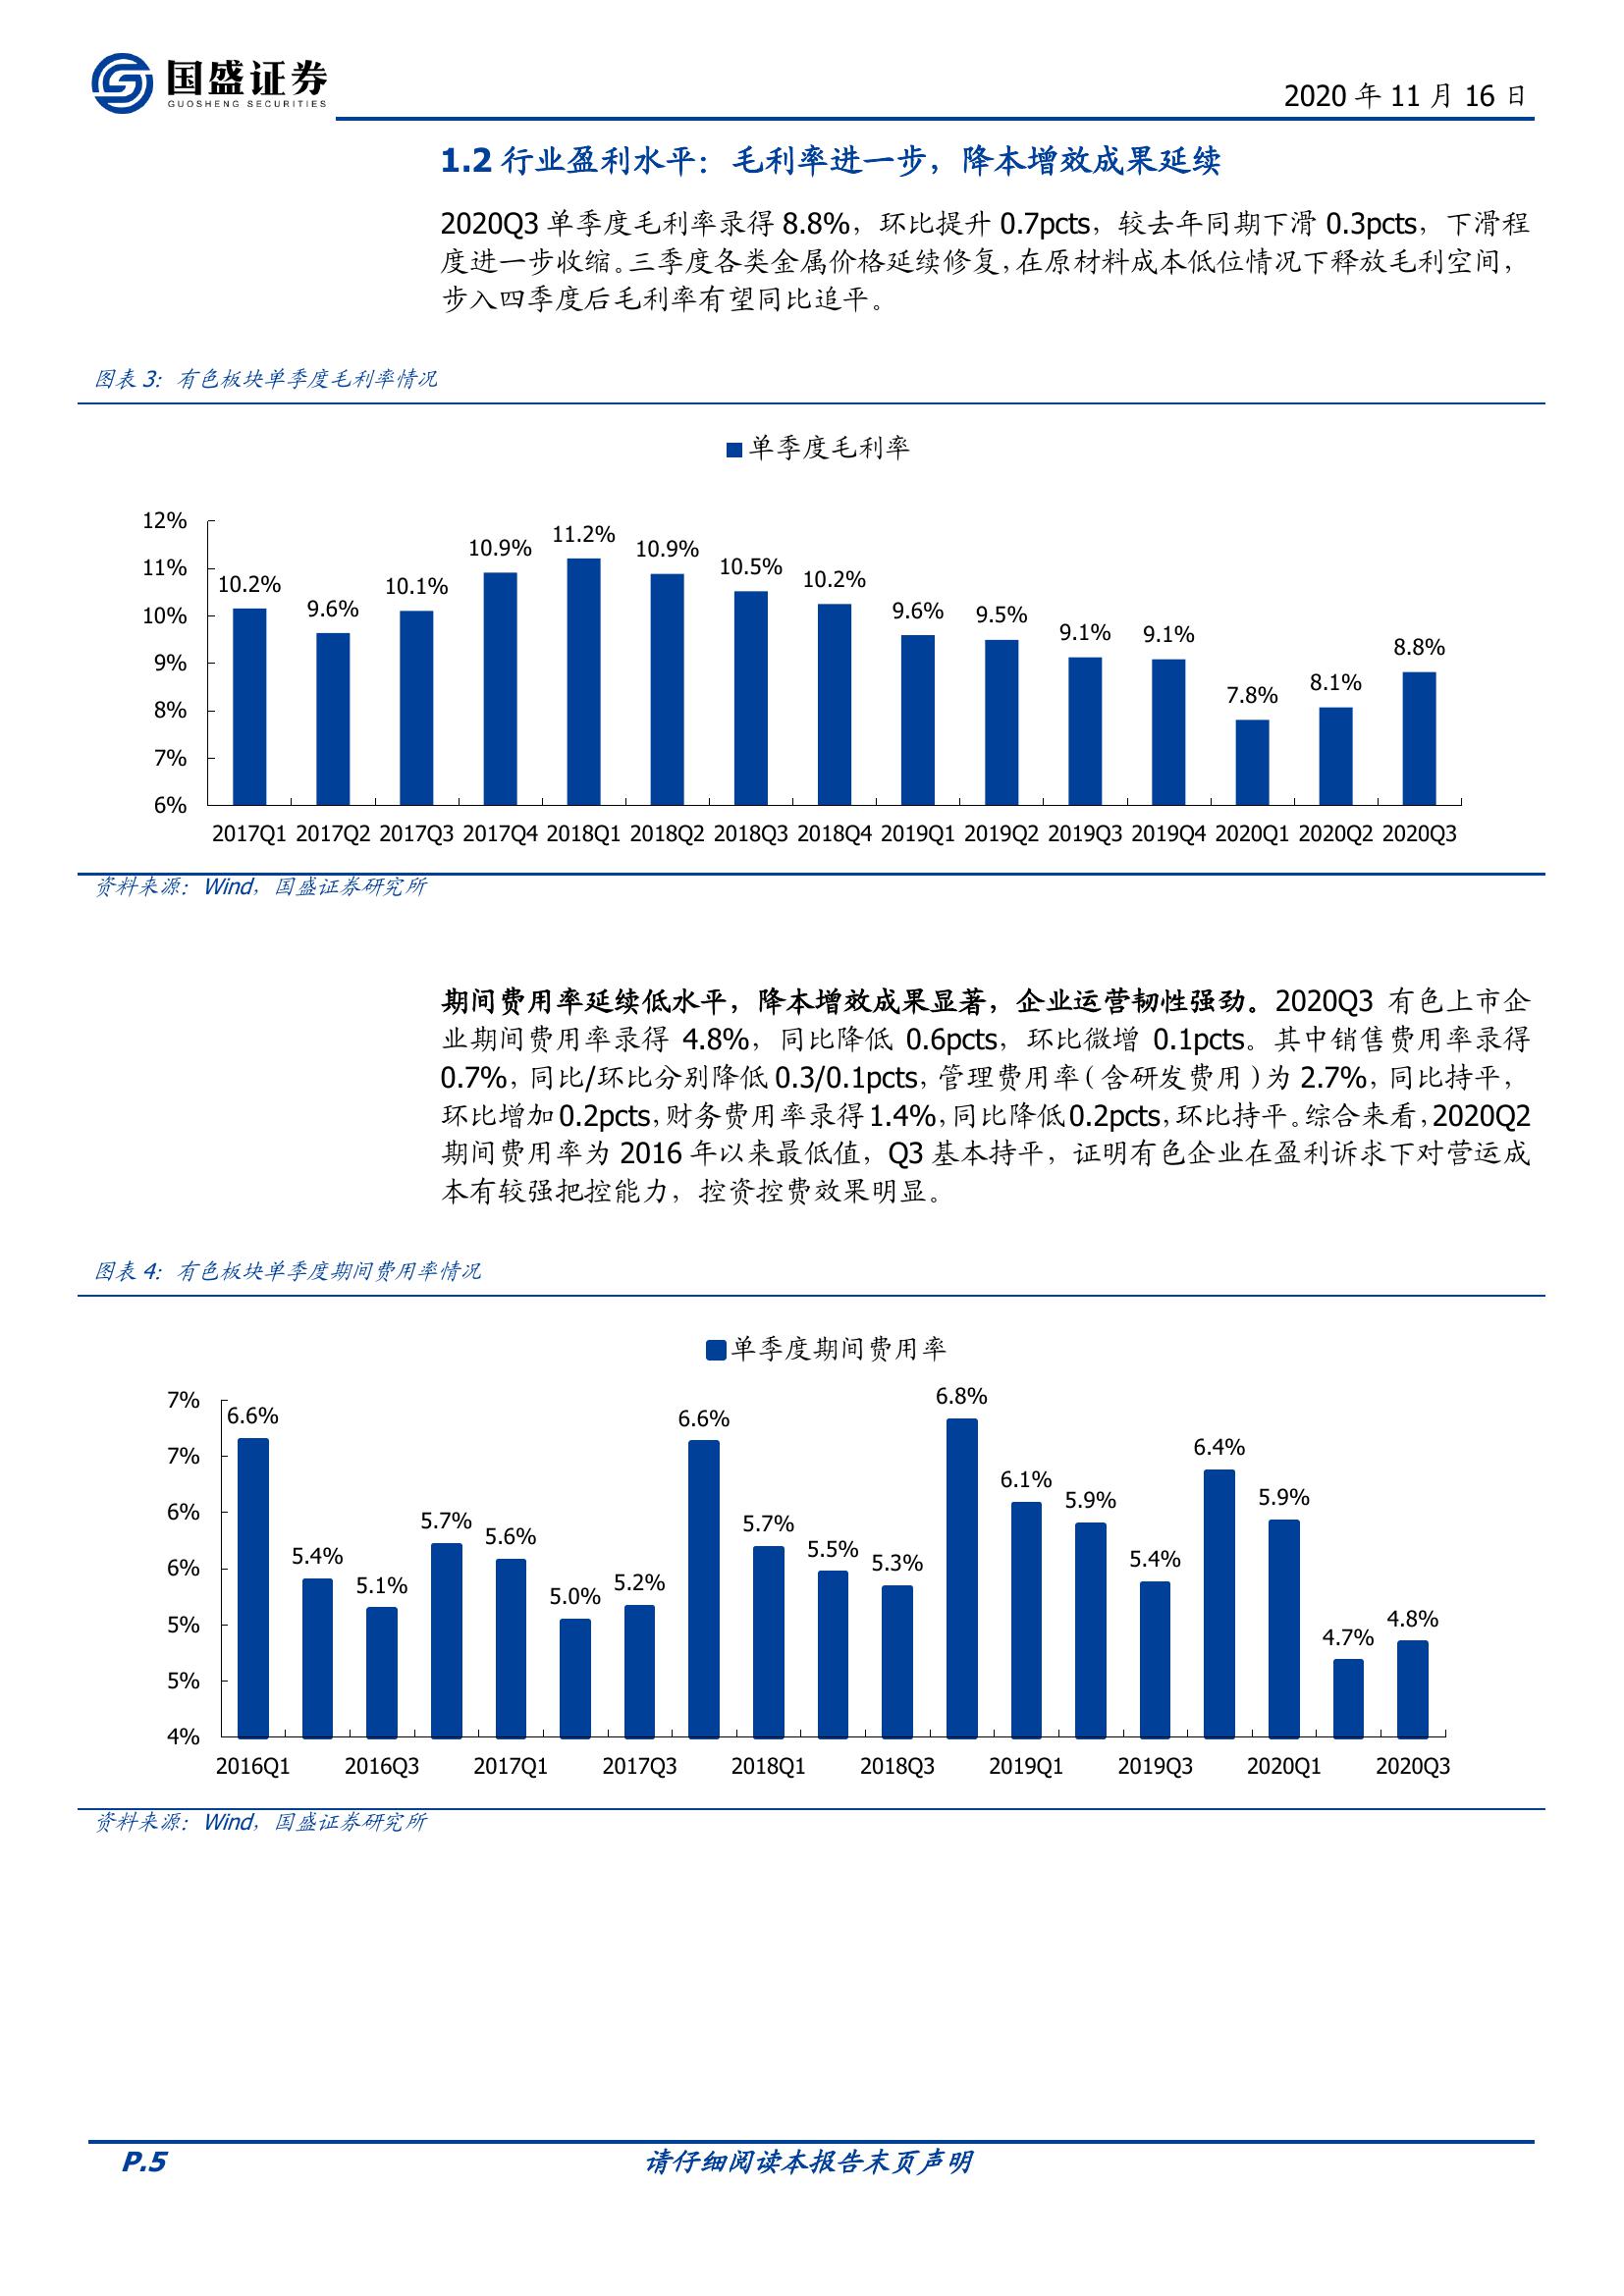 国盛证券
GUOSHENG SECURITIES
2020 年 11 月 16 日
1.2 行业盈利水平：毛利率进一步，降本增效成果延续
2020Q3 单季度毛利率录得 8.8%，环比提升 0.7pcts，较去年同期下滑 0.3pcts，下滑程
度进一步收缩。三季度各类金属价格延续修复，在原材料成本低位情况下释放毛利空间，
步入四季度后毛利率有望同比追平。
图表 3：有色板块单季度毛利率情况
单季度毛利率
12%
11%
10%
9%
8%
7%
6%
10.2%
9.6%
10.1%
10.9%
11.2%
10.9%
10.5%
10.2%
9.6%
9.5%
9.1%
9.1%
7.8%
8.1%
8.8%
2017Q1 2017Q2 2017Q3 2017Q4 2018Q1 2018Q2 2018Q3 2018Q4 2019Q1 2019Q2 2019Q3 2019Q4 2020Q1 2020Q2 2020Q3
资料来源：Wind，国盛证券研究所
期间费用率延续低水平，降本增效成果显著，企业运营韧性强劲。2020Q3 有色上市企
业期间费用率录得 4.8%，同比降低 0.6pcts，环比微增 0.1pcts。其中销售费用率录得
0.7%，同比/环比分别降低 0.3/0.1pcts，管理费用率（含研发费用）为 2.7%，同比持平，
环比增加 0.2pcts，财务费用率录得 1.4%，同比降低 0.2pcts，环比持平。综合来看，2020Q2
期间费用率为 2016 年以来最低值，Q3 基本持平，证明有色企业在盈利诉求下对营运成
本有较强把控能力，控资控费效果明显。
图表 4：有色板块单季度期间费用率情况
单季度期间费用率
7%
7%
6%
6%
5%
5%
4%
6.6%
5.4%
5.1%
5.7%
5.6%
5.0%
5.2%
6.6%
5.7%
5.5%
5.3%
6.8%
6.1%
5.9%
5.4%
6.4%
5.9%
4.7%
4.8%
2016Q1 2016Q3 2017Q1 2017Q3 2018Q1 2018Q3 2019Q1 2019Q3 2020Q1 2020Q3
资料来源：Wind，国盛证券研究所
P.5
请仔细阅读本报告末页声明